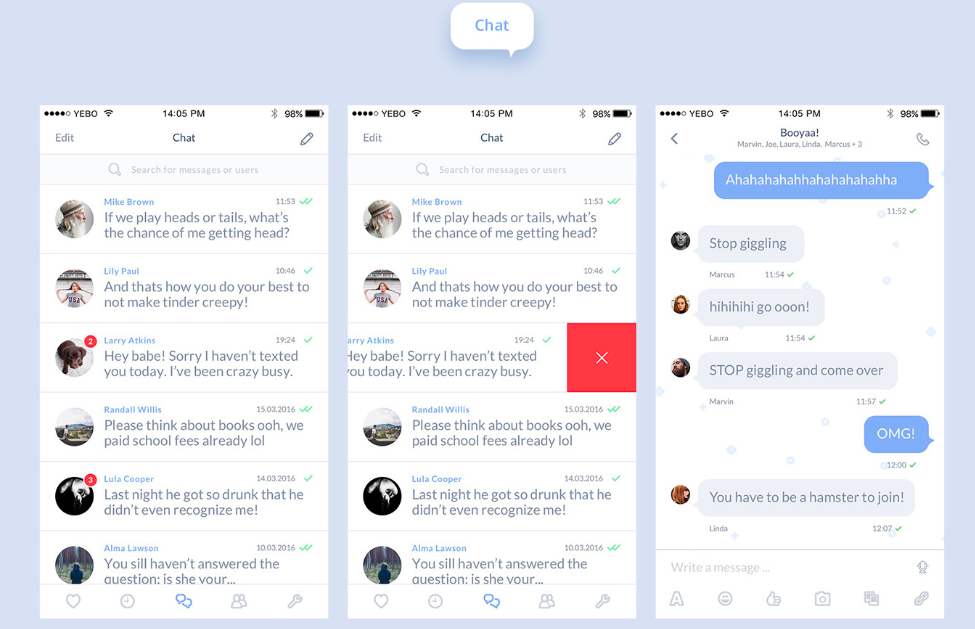 Chat
YEBO 14:05 PM 98%
Edit Chat
Search for messages or users
Mike Brown 11:53
If we play heads or tails, what's
the chance of me getting head?
Lily Paul 10:46
And thats how you do your best to
not make tinder creepy!
2
Larry Atkins 19:24
Hey babe! Sorry I haven't texted
you today. I've been crazy busy.
Randall Willis 15.03.2016
Please think about books ooh, we
paid school fees already lol
3
Lula Cooper 14.03.2016
Last night he got so drunk that he
didn't even recognize me!
Alma Lawson 10.03.2016
You sill haven't answered the
question: is she your...
YEBO 14:05 PM 98%
Edit Chat
Search for messages or users
Mike Brown 11:53
If we play heads or tails, what's
the chance of me getting head?
Lily Paul 10:46
And thats how you do your best to
not make tinder creepy!
arry Atkins 19:24
Hey babe! Sorry I haven't texted
you today. I've been crazy busy.
Randall Willis 15.03.2016
Please think about books ooh, we
paid school fees already lol
Lula Cooper 14.03.2016
Last night he got so drunk that he
didn't even recognize me!
Alma Lawson 10.03.2016
You sill haven't answered the
question: is she your...
YEBO 14:05 PM 98%
Booyaa!
Marvin, Joe, Laura, Linda, Marcus + 3
Ahahahahahhahahahahahha
11:52
Stop giggling
Marcus 11:54
hihihihi go ooon!
Laura 11:54
STOP giggling and come over
Marvin 11:57
OMG!
12:00
You have to be a hamster to join!
Linda 12:07
Write a message ...
A